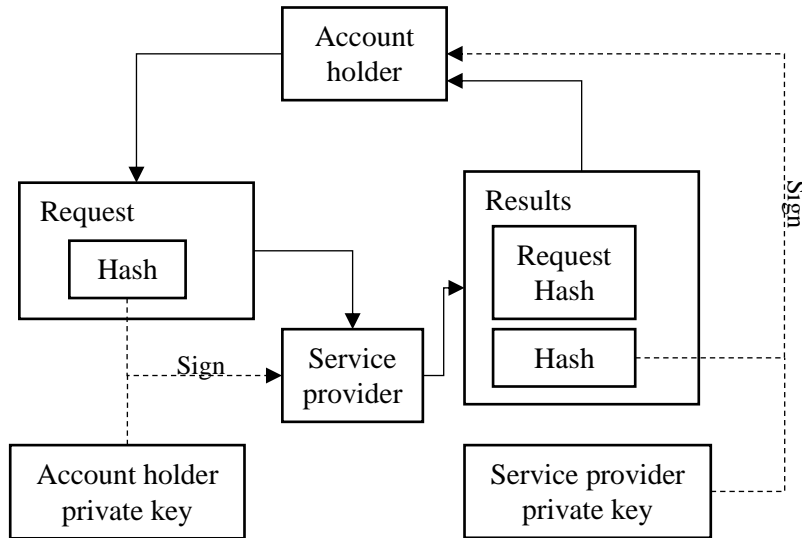 Account
holder
Request
Hash
Results
Request
Hash
Hash
Sign
Sign
Service
provider
Account holder
private key
Service provider
private key